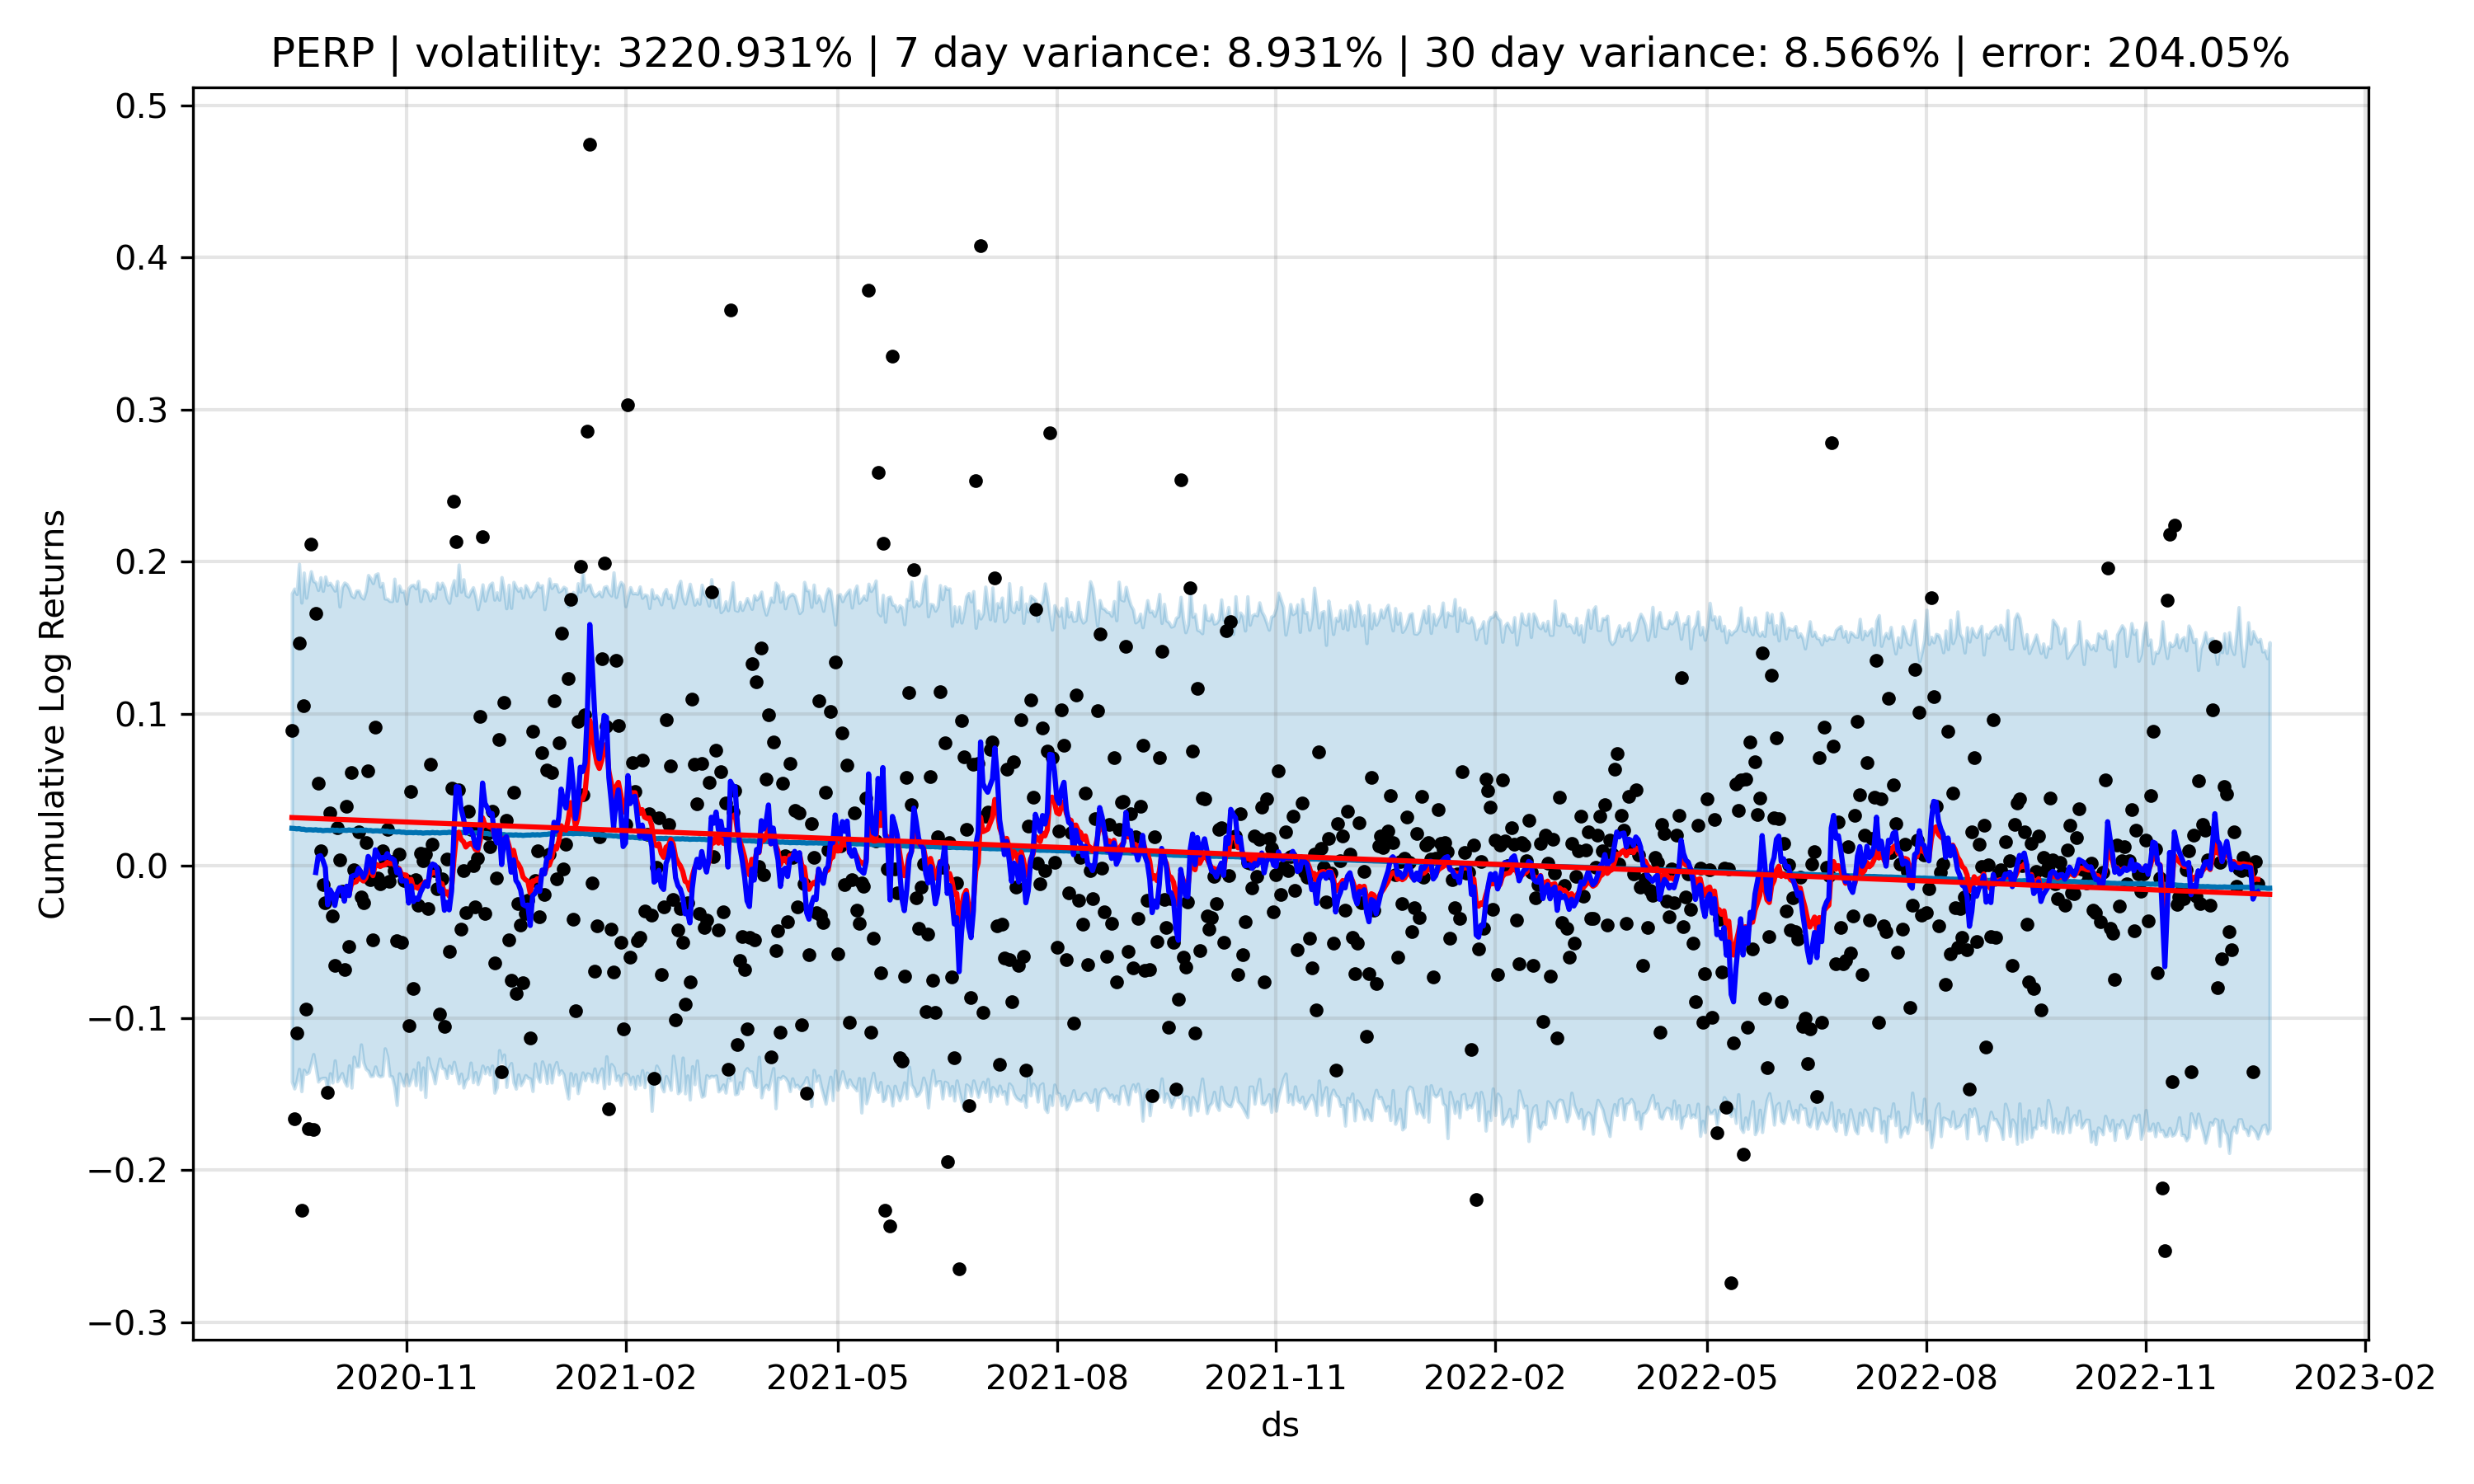 PERP | volatility: 3220.931% | 7 day variance: 8.931% | 30 day variance: 8.566% | error: 204.05%
0.5
0.4
0.3
0.2
0.1
0.0
−0.1
−0.2
−0.3
Cumulative Log Returns
2020-11 2021-02 2021-05 2021-08 2021-11 2022-02 2022-05 2022-08 2022-11 2023-02
ds